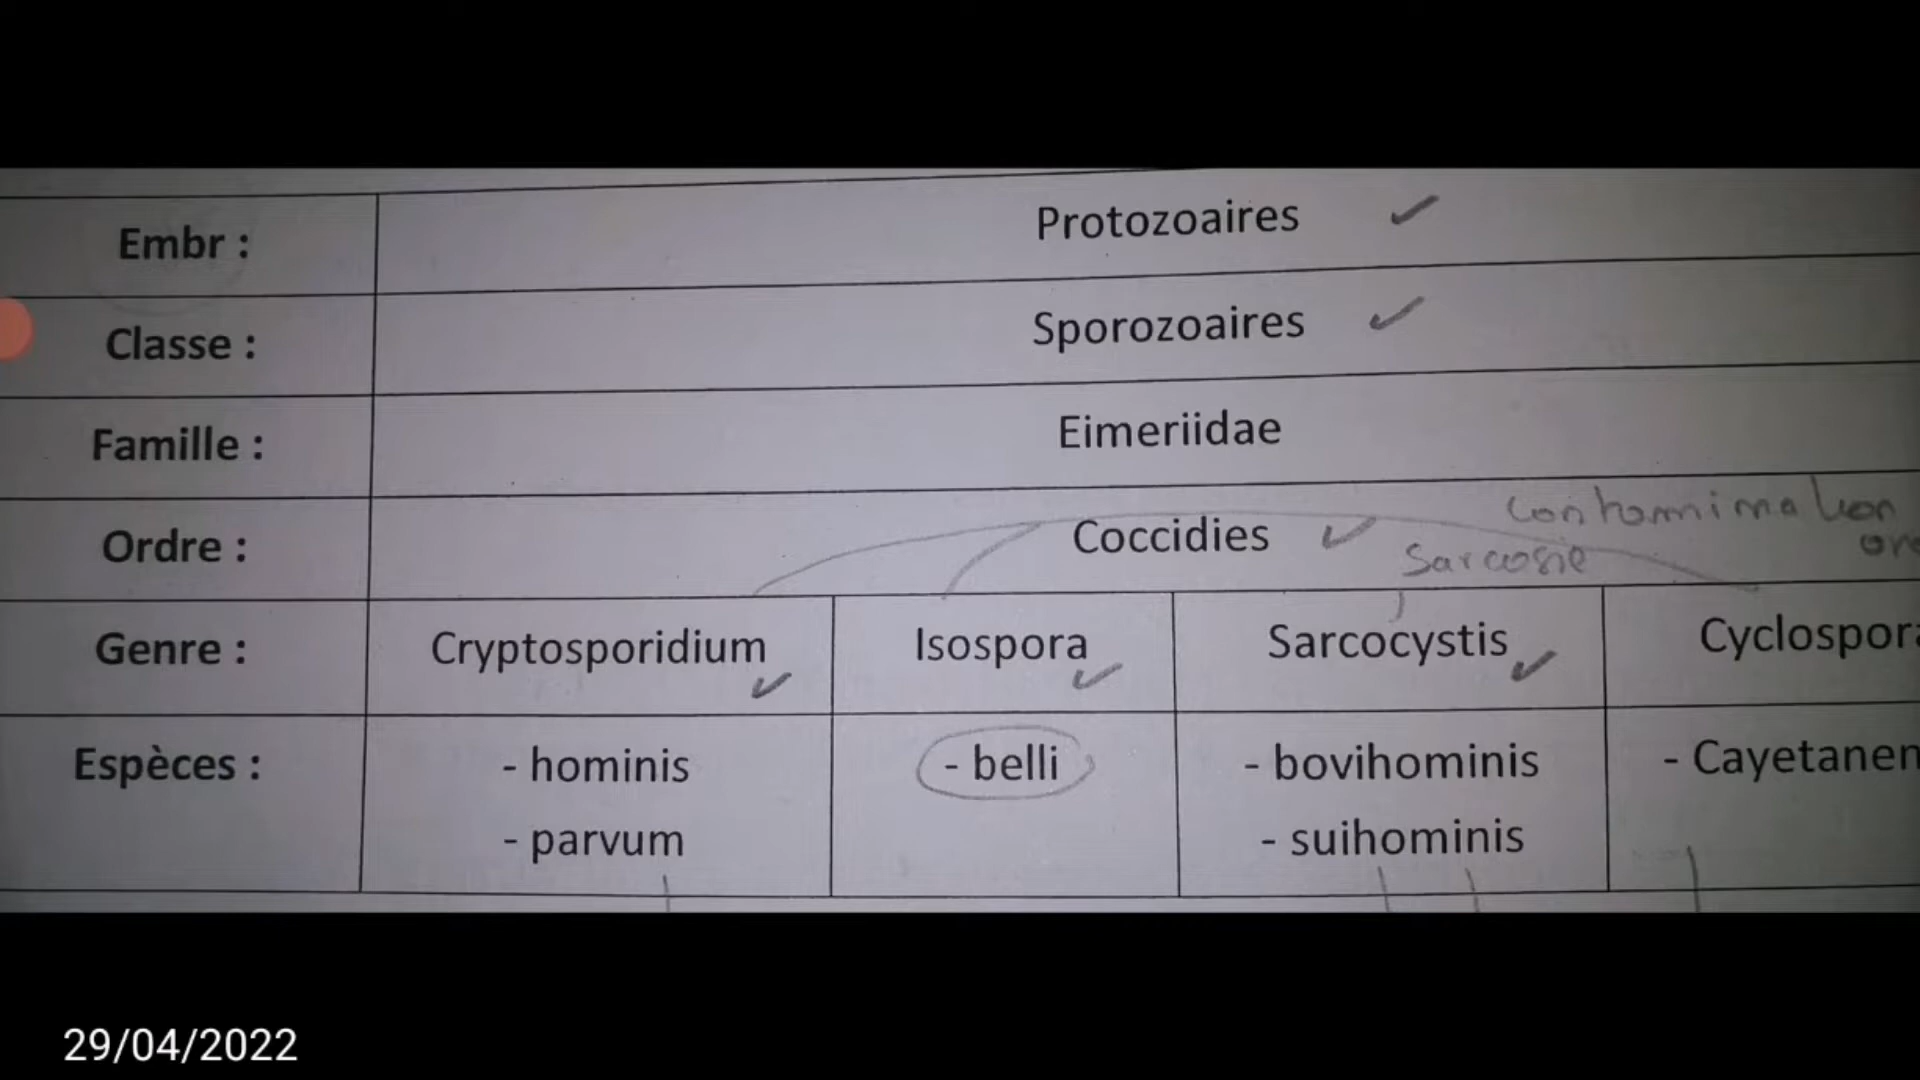 Embr : Protozoaires
Classe : Sporozoaires
Famille : Eimeriidae
Ordre : Coccidies
contamination
Sarcosie
Genre : Cryptosporidium Isospora Sarcocystis Cyclospora
Espèces : - hominis - belli - bovihominis - Cayetanen
- parvum - suihominis
29/04/2022